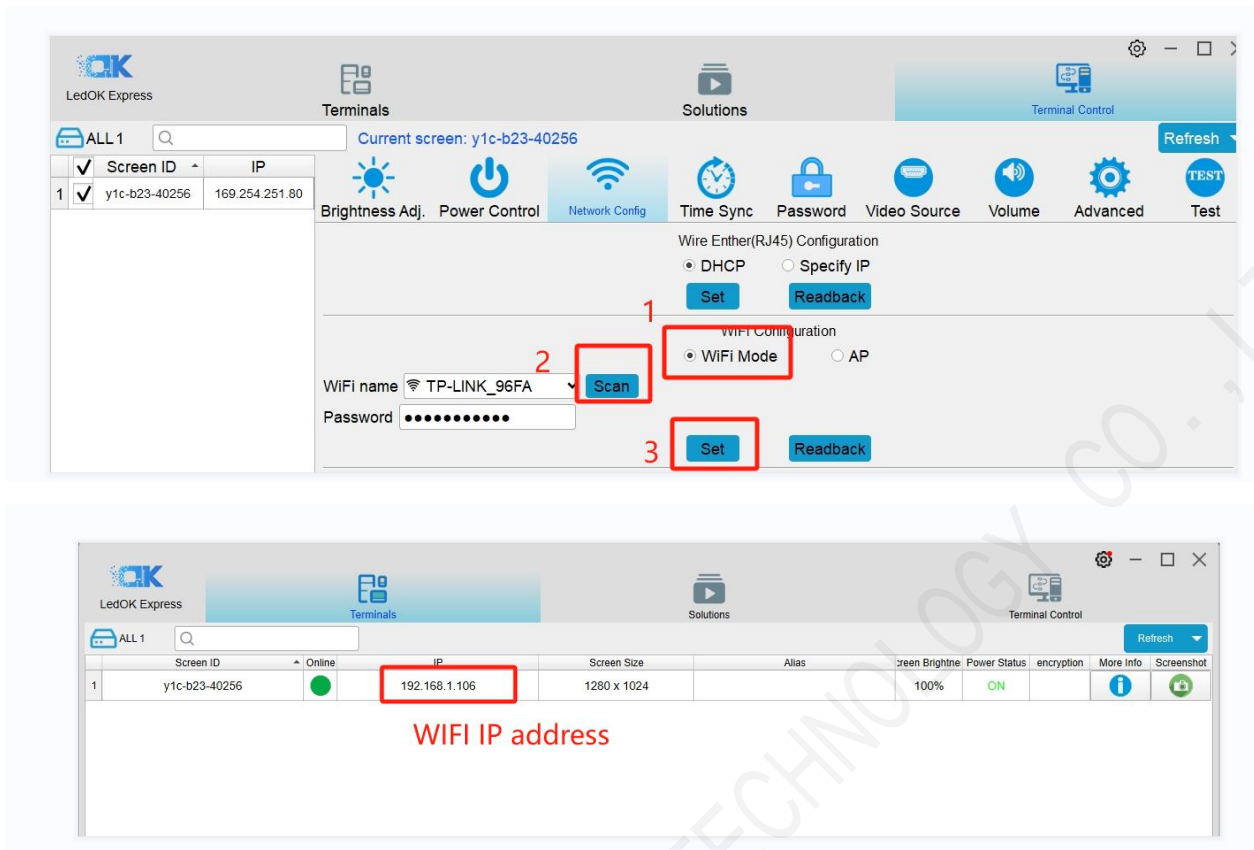 LedOK Express
Terminals
Solutions
Terminal Control
ALL 1
Current screen: y1c-b23-40256
Refresh
Screen ID IP
1 y1c-b23-40256 169.254.251.80
Brightness Adj. Power Control Network Config Time Sync Password Video Source Volume Advanced TEST Test
Wire Enther(RJ45) Configuration
DHCP Specify IP
Set Readback
1
WIFI Configuration
WiFi Mode AP
2
WiFi name TP-LINK_96FA Scan
Password
3 Set Readback
LedOK Express
Terminals
Solutions
Terminal Control
ALL 1
Refresh
Screen ID Online IP Screen Size Alias creen Brightne Power Status encryption More Info Screenshot
1 y1c-b23-40256 192.168.1.106 1280 x 1024 100% ON
WIFI IP address
TECHNOLOGY CO.,